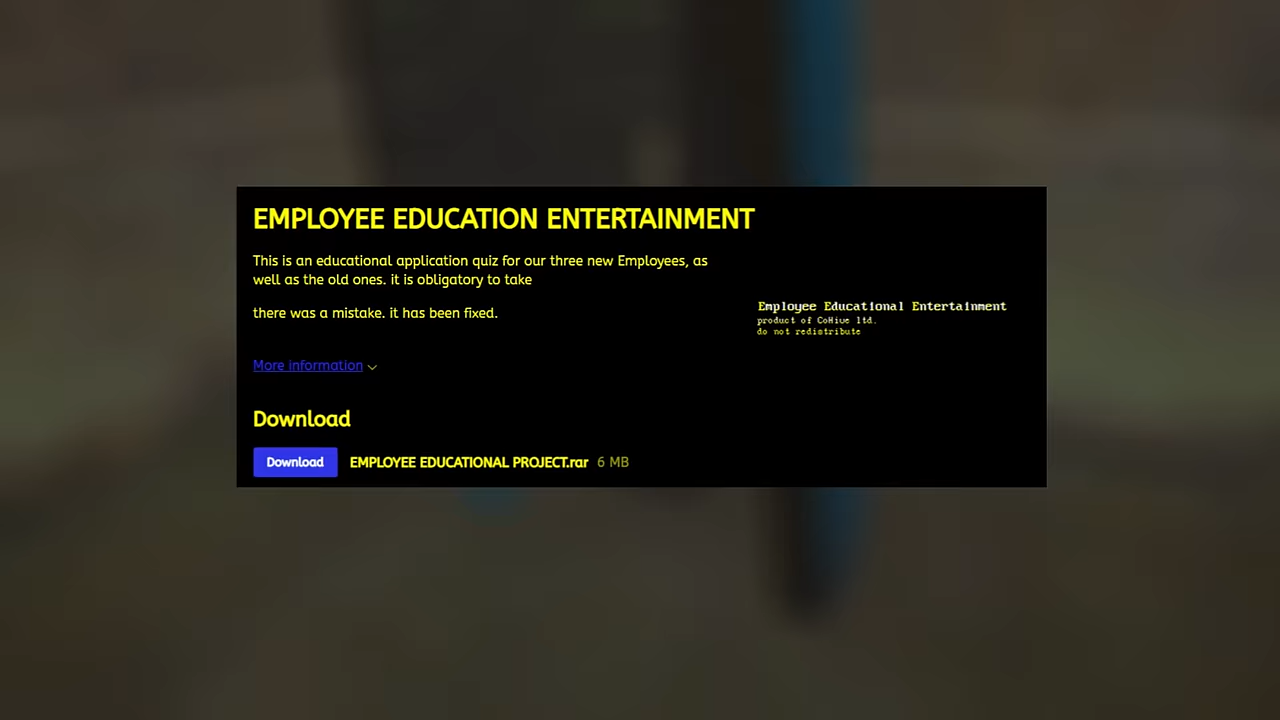 EMPLOYEE EDUCATION ENTERTAINMENT
This is an educational application quiz for our three new Employees, as
well as the old ones. it is obligatory to take
there was a mistake. it has been fixed.
Employee Educational Entertainment
product of CoHive ltd.
do not redistribute
More information
Download
Download EMPLOYEE EDUCATIONAL PROJECT.rar 6 MB